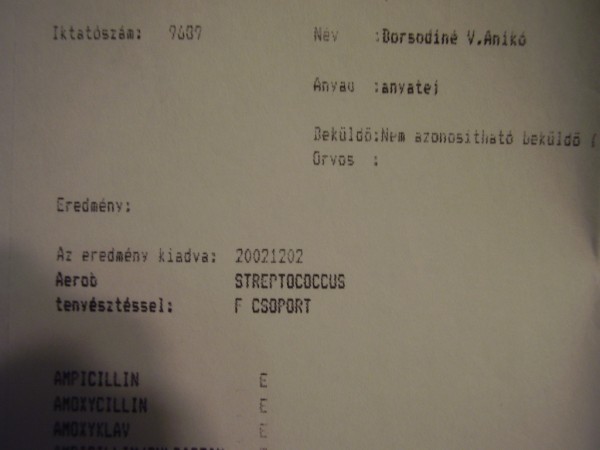 Iktatószám: 9607 Név :Borsodiné V.Anikó
Anyag :anyatej
Beküldő:Nem azonosítható beküldő (
Orvos :
Eredmény:
Az eredmény kiadva: 20021202
Aerob STREPTOCOCCUS
tenyésztéssel: F CSOPORT
AMPICILLIN E
AMOXYCILLIN E
AMOXYKLAV E